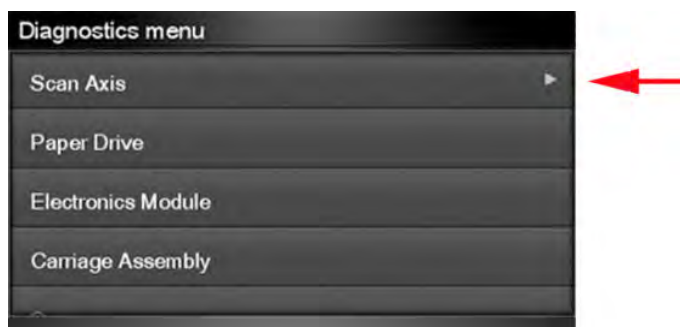 Diagnostics menu
Scan Axis
Paper Drive
Electronics Module
Carriage Assembly